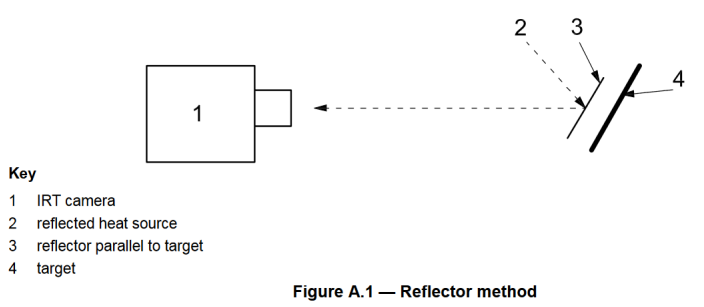 2
3
4
1
Key
1 IRT camera
2 reflected heat source
3 reflector parallel to target
4 target
Figure A.1 — Reflector method